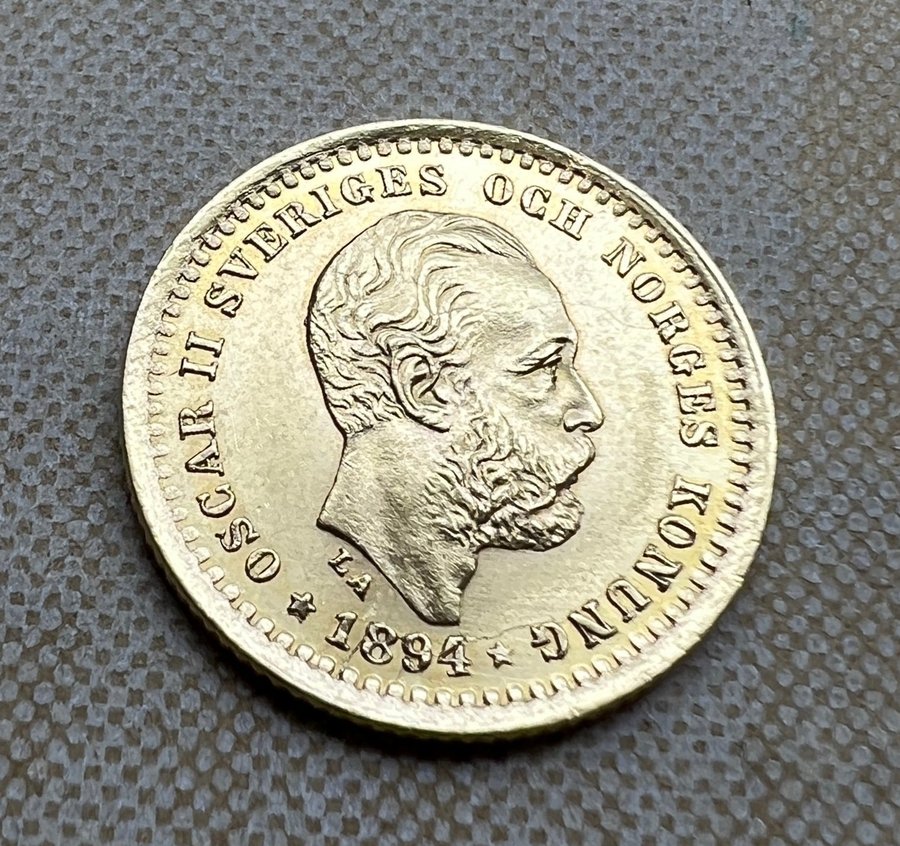 OSCAR II SVERIGES OCH NORGES KONUNG
LA
★ 1894 ★